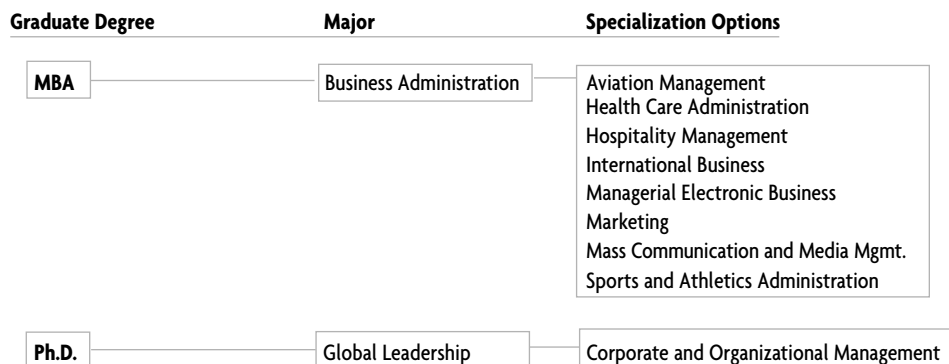 Graduate Degree Major Specialization Options
MBA Business Administration Aviation Management
Health Care Administration
Hospitality Management
International Business
Managerial Electronic Business
Marketing
Mass Communication and Media Mgmt.
Sports and Athletics Administration
Ph.D. Global Leadership Corporate and Organizational Management